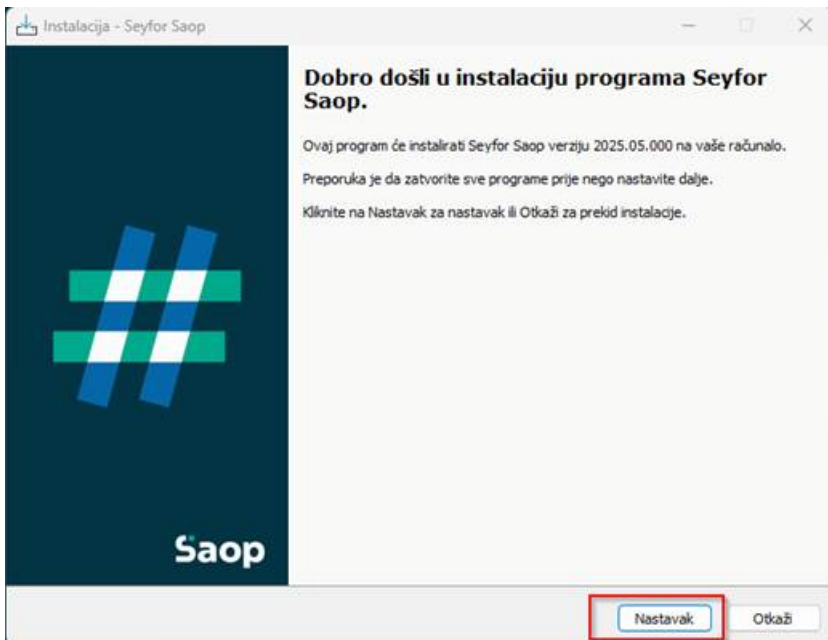 Instalacija - Seyfor Saop
Dobro došli u instalaciju programa Seyfor
Saop.
Ovaj program će instalirati Seyfor Saop verziju 2025.05.000 na vaše računalo.
Preporuka je da zatvorite sve programe prije nego nastavite dalje.
Kliknite na Nastavak za nastavak ili Otkaži za prekid instalacije.
Saop
Nastavak
Otkaži